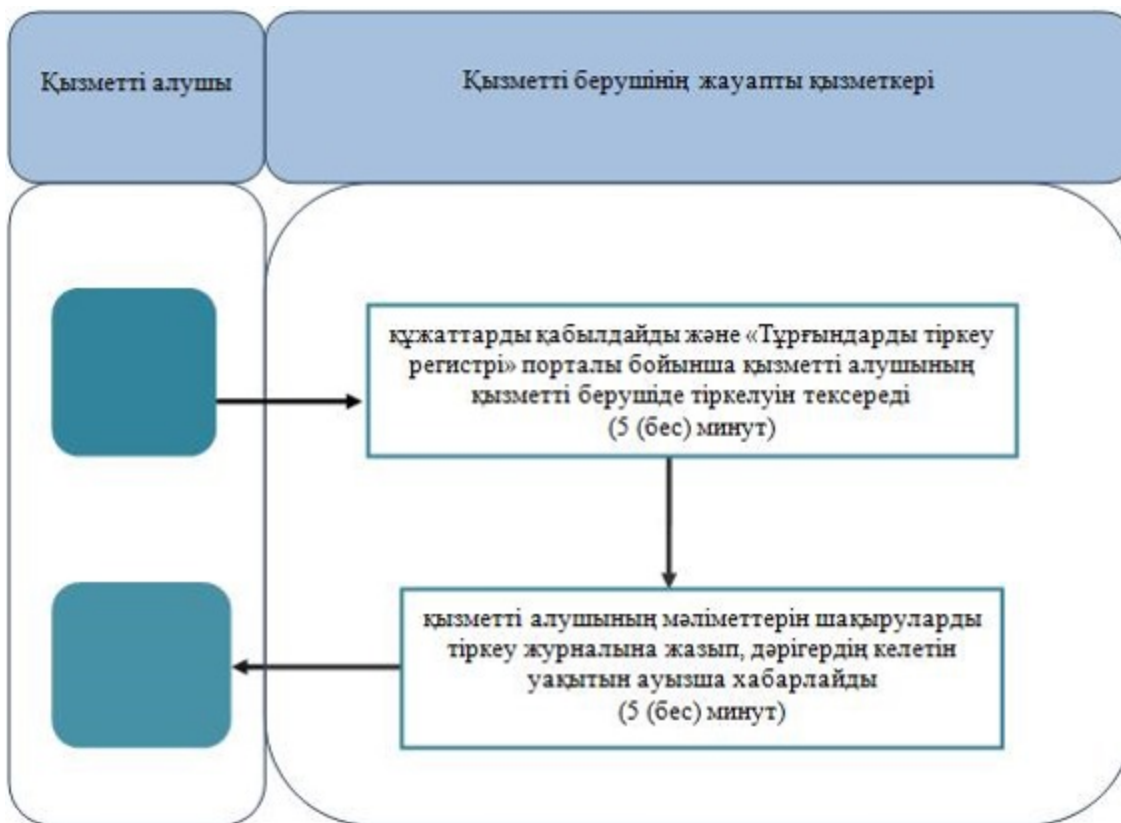 Қызметті алушы
Қызметті берушінің жауапты қызметкері
құжаттарды қабылдайды және «Тұрғындарды тіркеу
регистрі» порталы бойынша қызметті алушының
қызметті берушіде тіркелуін тексереді
(5 (бес) минут)
қызметті алушының мәліметтерін шақыруларды
тіркеу журналына жазып, дәрігердің келетін
уақытын ауызша хабарлайды
(5 (бес) минут)